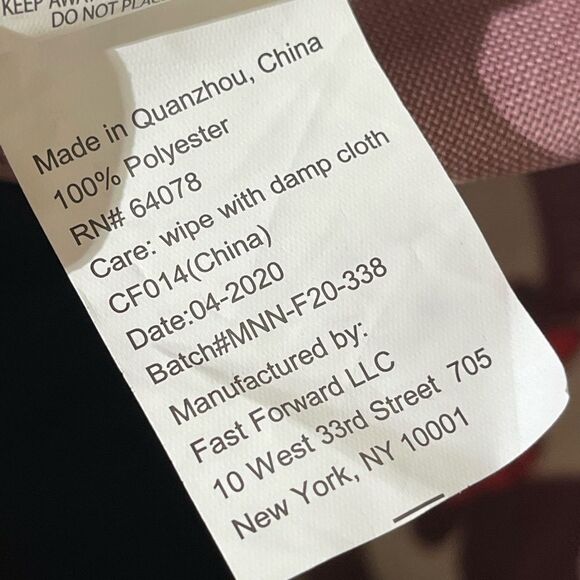 KEEP
DO NOT
Made in Quanzhou, China
100% Polyester
RN# 64078
Care: wipe with damp cloth
CF014(China)
Date:04-2020
Batch#MNN-F20-338
Manufactured by:
Fast Forward LLC
10 West 33rd Street 705
New York, NY 10001